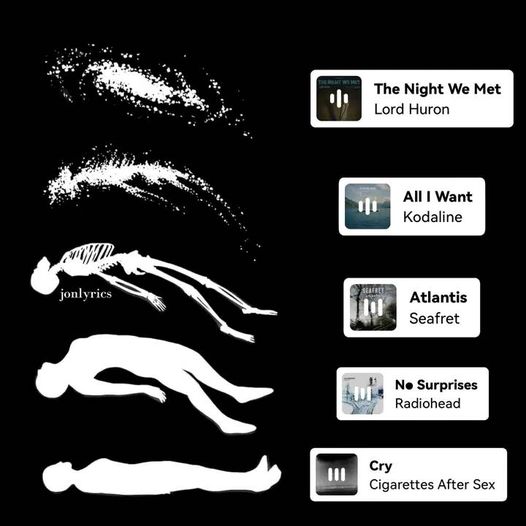 THE NIGHT WE MET
The Night We Met
Lord Huron
All I Want
Kodaline
jonlyrics
SEAFRET
Atlantis
Seafret
No Surprises
Radiohead
Cry
Cigarettes After Sex